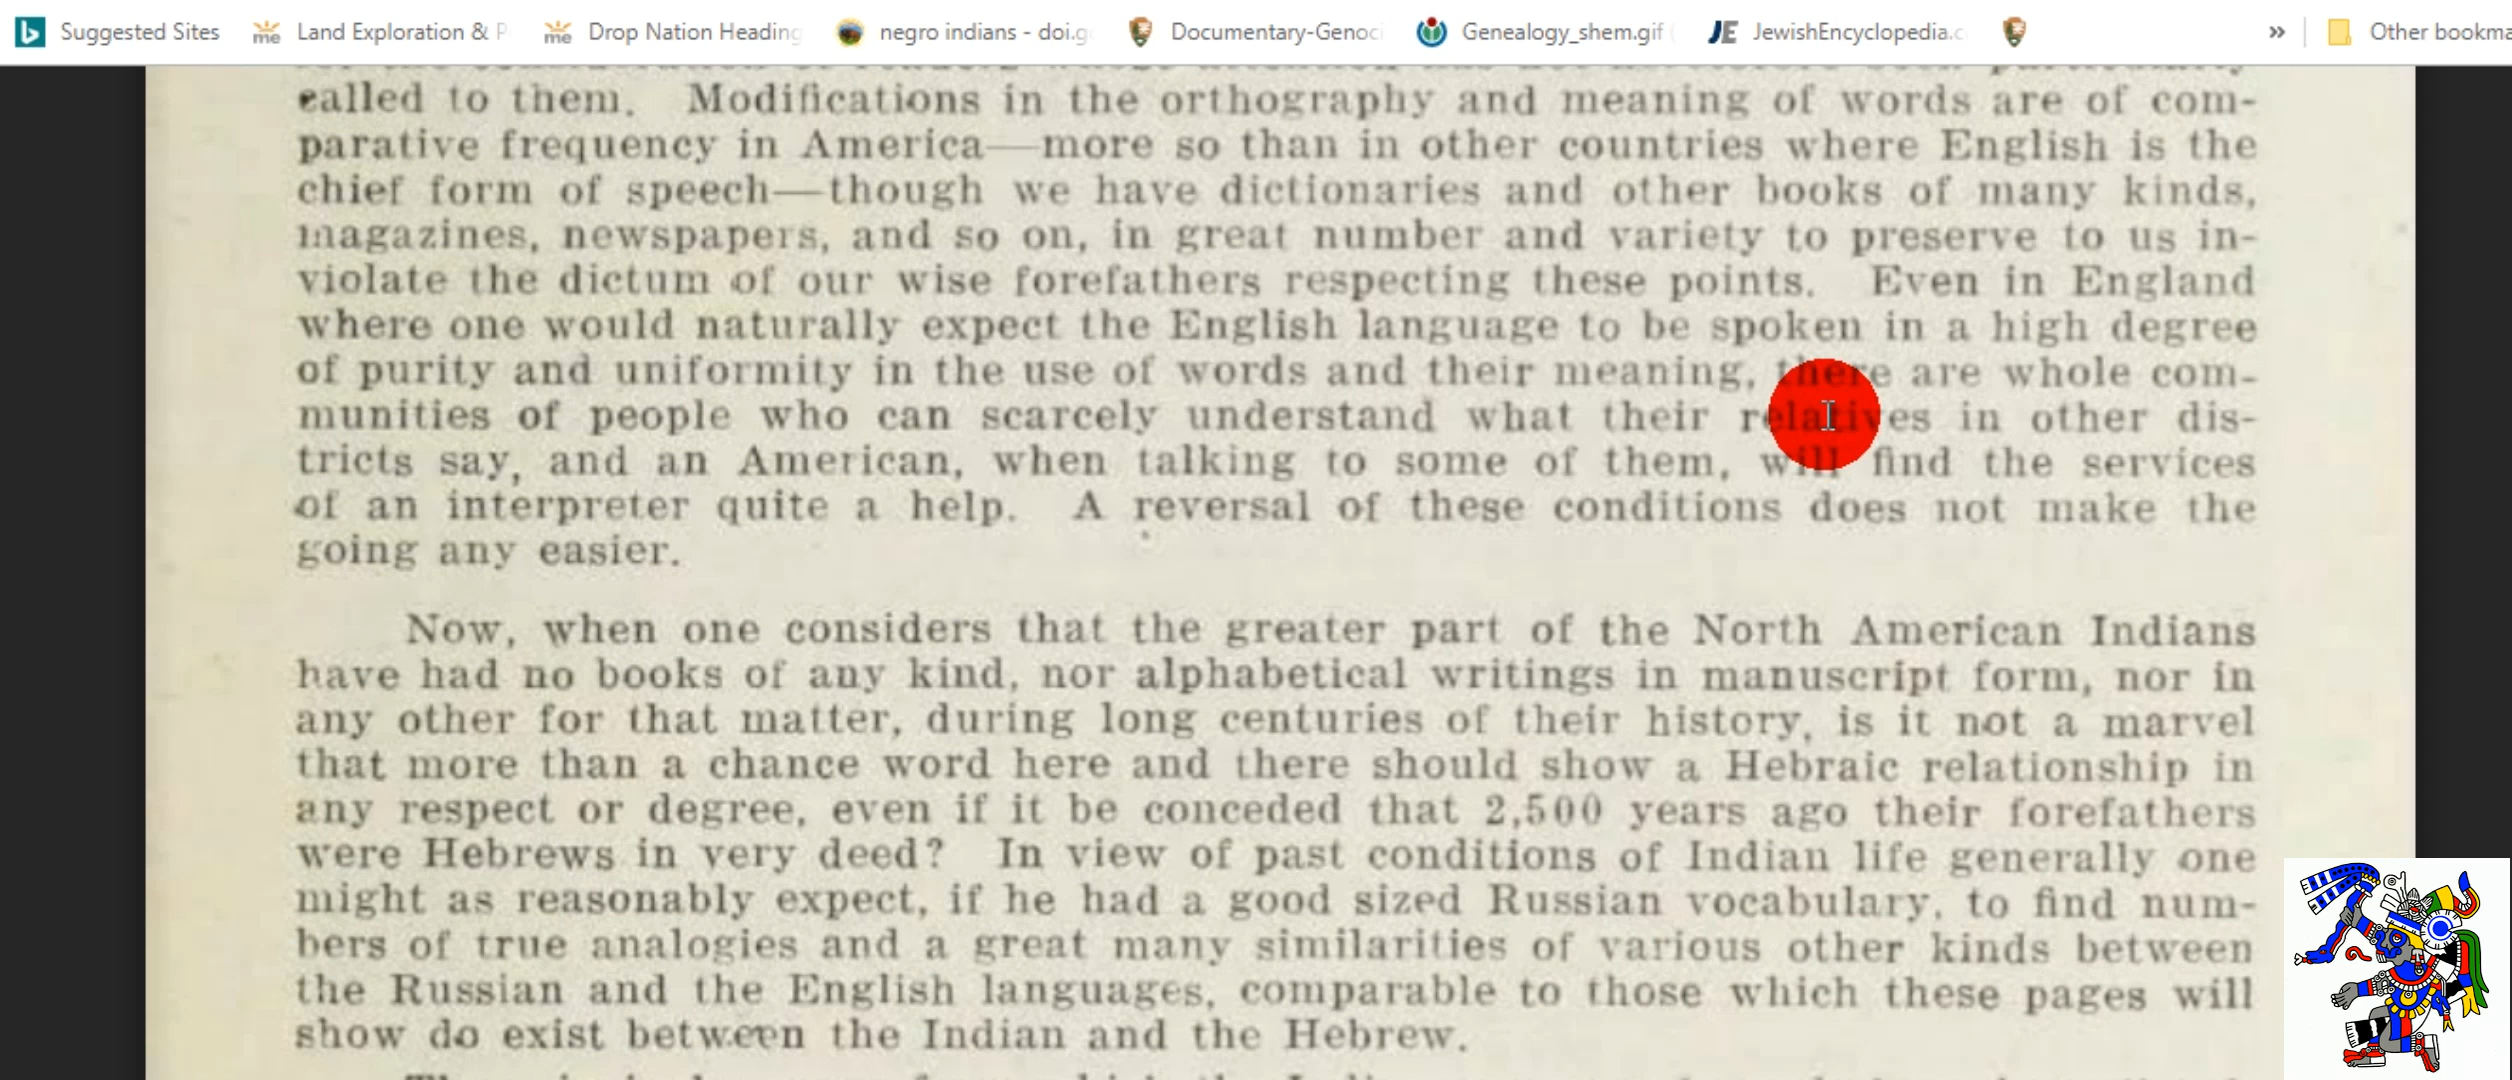 Suggested Sites
Land Exploration & P
Drop Nation Heading
negro indians - doi.g
Documentary-Genoc
Genealogy_shem.gif (
JewishEncyclopedia.c
»
Other bookma
called to them. Modifications in the orthography and meaning of words are of com-
parative frequency in America—more so than in other countries where English is the
chief form of speech—though we have dictionaries and other books of many kinds,
magazines, newspapers, and so on, in great number and variety to preserve to us in-
violate the dictum of our wise forefathers respecting these points. Even in England
where one would naturally expect the English language to be spoken in a high degree
of purity and uniformity in the use of words and their meaning, there are whole com-
munities of people who can scarcely understand what their relatives in other dis-
tricts say, and an American, when talking to some of them, will find the services
of an interpreter quite a help. A reversal of these conditions does not make the
going any easier.
Now, when one considers that the greater part of the North American Indians
have had no books of any kind, nor alphabetical writings in manuscript form, nor in
any other for that matter, during long centuries of their history, is it not a marvel
that more than a chance word here and there should show a Hebraic relationship in
any respect or degree, even if it be conceded that 2,500 years ago their forefathers
were Hebrews in very deed? In view of past conditions of Indian life generally one
might as reasonably expect, if he had a good sized Russian vocabulary, to find num-
bers of true analogies and a great many similarities of various other kinds between
the Russian and the English languages, comparable to those which these pages will
show do exist between the Indian and the Hebrew.